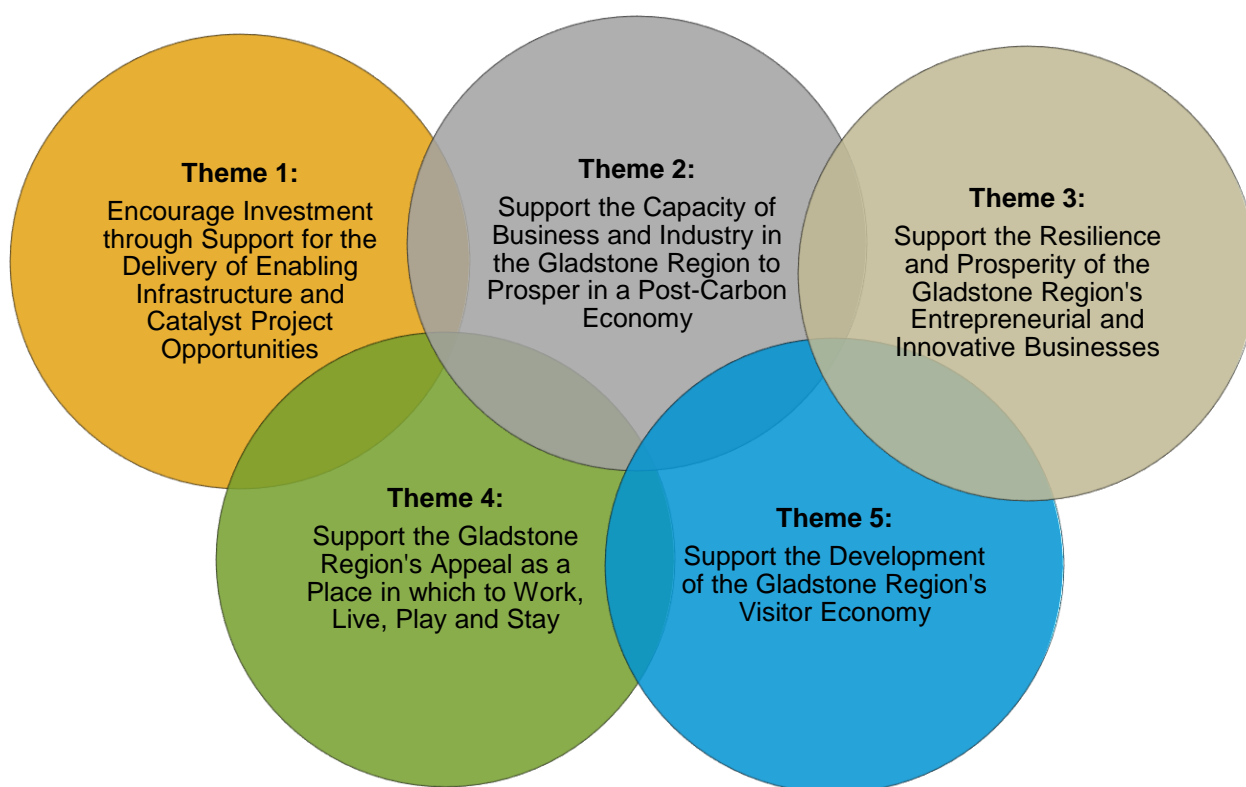 Theme 1:
Encourage Investment
through Support for the
Delivery of Enabling
Infrastructure and
Catalyst Project
Opportunities
Theme 2:
Support the Capacity of
Business and Industry in
the Gladstone Region to
Prosper in a Post-Carbon
Economy
Theme 3:
Support the Resilience
and Prosperity of the
Gladstone Region's
Entrepreneurial and
Innovative Businesses
Theme 4:
Support the Gladstone
Region's Appeal as a
Place in which to Work,
Live, Play and Stay
Theme 5:
Support the Development
of the Gladstone Region's
Visitor Economy